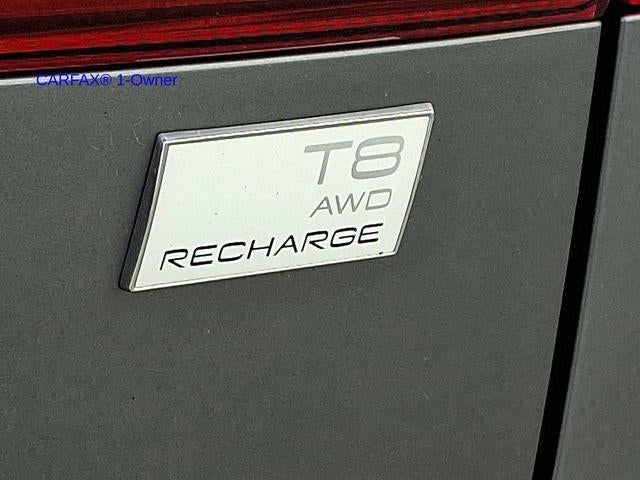 CARFAX® 1-Owner
T8
AWD
RECHARGE